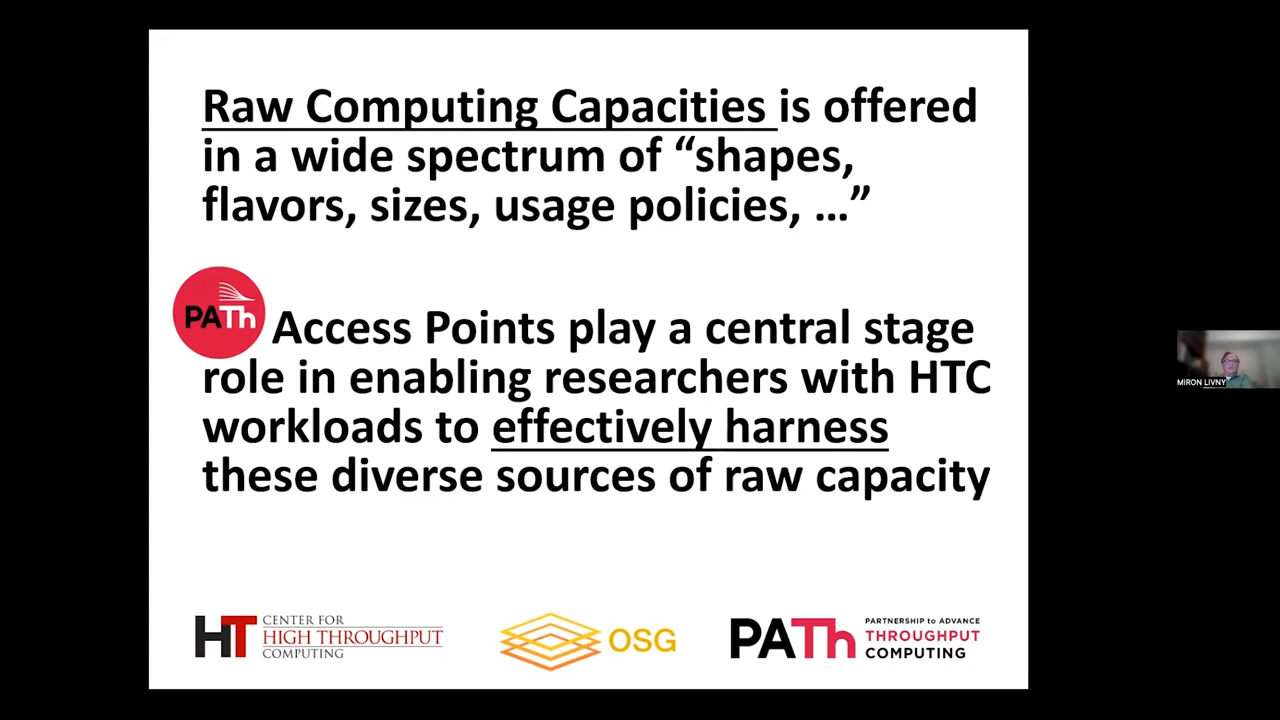 Raw Computing Capacities is offered
in a wide spectrum of “shapes,
flavors, sizes, usage policies, …”
PATh
Access Points play a central stage
role in enabling researchers with HTC
workloads to effectively harness
these diverse sources of raw capacity
MIRON LIVNY
HT CENTER FOR
HIGH THROUGHPUT
COMPUTING
OSG
PATh PARTNERSHIP to ADVANCE
THROUGHPUT
COMPUTING